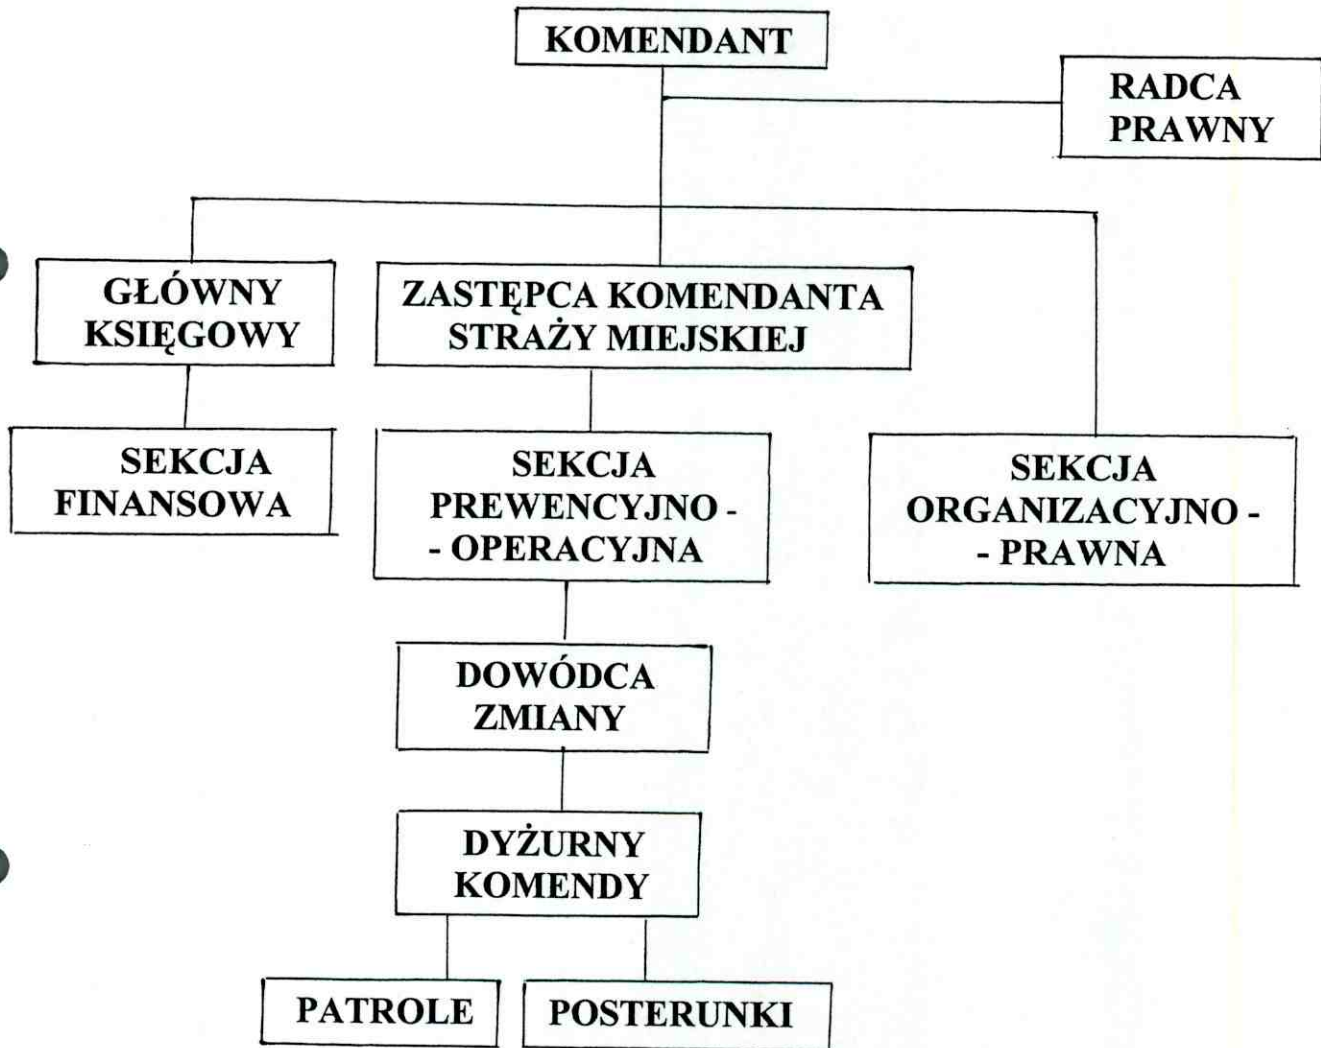 KOMENDANT
RADCA
PRAWNY
GŁÓWNY
KSIĘGOWY
ZASTĘPCA KOMENDANTA
STRAŻY MIEJSKIEJ
SEKCJA
FINANSOWA
SEKCJA
PREWENCYJNO -
- OPERACYJNA
SEKCJA
ORGANIZACYJNO -
- PRAWNA
DOWÓDCA
ZMIANY
DYŻURNY
KOMENDY
PATROLE
POSTERUNKI